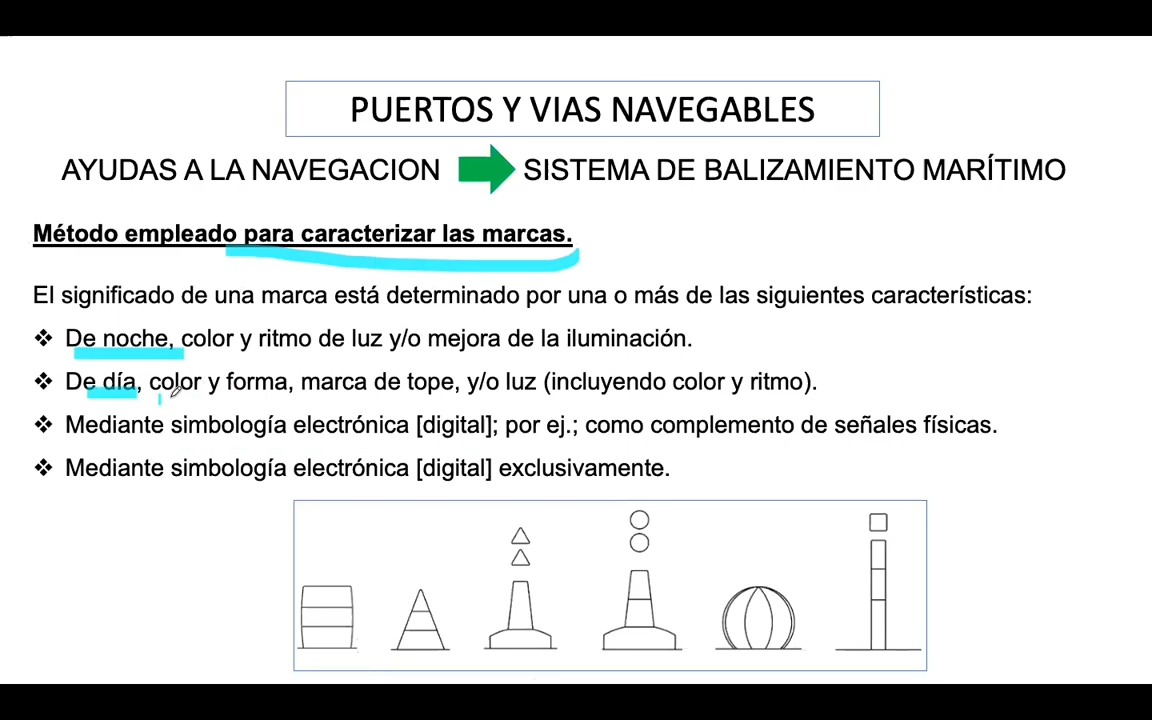 PUERTOS Y VIAS NAVEGABLES
AYUDAS A LA NAVEGACION SISTEMA DE BALIZAMIENTO MARÍTIMO
Método empleado para caracterizar las marcas.
El significado de una marca está determinado por una o más de las siguientes características:
❖ De noche, color y ritmo de luz y/o mejora de la iluminación.
❖ De día, color y forma, marca de tope, y/o luz (incluyendo color y ritmo).
❖ Mediante simbología electrónica [digital]; por ej.; como complemento de señales físicas.
❖ Mediante simbología electrónica [digital] exclusivamente.